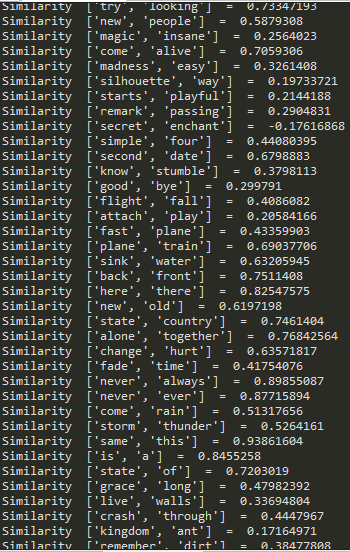 Similarity ['try', 'looking'] = 0.73347193
Similarity ['new', 'people'] = 0.5879308
Similarity ['magic', 'insane'] = 0.2564023
Similarity ['come', 'alive'] = 0.7059306
Similarity ['madness', 'easy'] = 0.3261408
Similarity ['silhouette', 'way'] = 0.19733721
Similarity ['starts', 'playful'] = 0.2144188
Similarity ['remark', 'passing'] = 0.2904831
Similarity ['secret', 'enchant'] = -0.17616868
Similarity ['simple', 'four'] = 0.44080395
Similarity ['second', 'date'] = 0.6798883
Similarity ['know', 'stumble'] = 0.3798113
Similarity ['good', 'bye'] = 0.299791
Similarity ['flight', 'fall'] = 0.4086082
Similarity ['attach', 'play'] = 0.20584166
Similarity ['fast', 'plane'] = 0.43359903
Similarity ['plane', 'train'] = 0.69037706
Similarity ['sink', 'water'] = 0.63205945
Similarity ['back', 'front'] = 0.7511408
Similarity ['here', 'there'] = 0.82547575
Similarity ['new', 'old'] = 0.6197198
Similarity ['state', 'country'] = 0.7461404
Similarity ['alone', 'together'] = 0.76842564
Similarity ['change', 'hurt'] = 0.63571817
Similarity ['fade', 'time'] = 0.41754076
Similarity ['never', 'always'] = 0.89855087
Similarity ['never', 'ever'] = 0.87715894
Similarity ['come', 'rain'] = 0.51317656
Similarity ['storm', 'thunder'] = 0.5264161
Similarity ['same', 'this'] = 0.93861604
Similarity ['is', 'a'] = 0.8455258
Similarity ['state', 'of'] = 0.7203019
Similarity ['grace', 'long'] = 0.47982392
Similarity ['live', 'walls'] = 0.33694804
Similarity ['crash', 'through'] = 0.4447967
Similarity ['kingdom', 'ant'] = 0.17164971
Similarity ['remember', 'dirt'] = 0.38477808